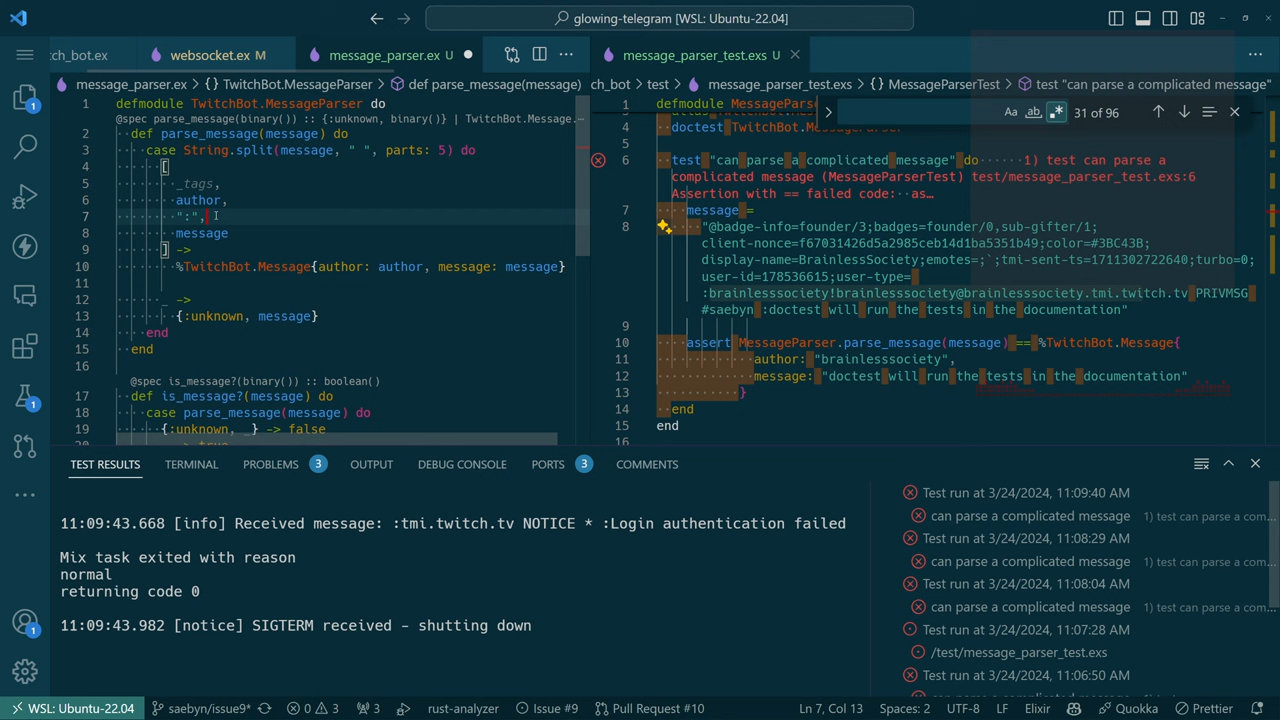 glowing-telegram [WSL: Ubuntu-22.04]
ch_bot.ex
websocket.ex M
message_parser.ex U
message_parser_test.exs U
message_parser.ex > {} TwitchBot.MessageParser > def parse_message(message)
ch_bot > test > message_parser_test.exs > {} MessageParserTest > test "can parse a complicated message"
1 defmodule TwitchBot.MessageParser do
@spec parse_message(binary()) :: {:unknown, binary()} | TwitchBot.Message...
2 def parse_message(message) do
3 case String.split(message, " ", parts: 5) do
4 [
5 _tags,
6 author,
7 ":",
8 message
9 ] ->
10 %TwitchBot.Message{author: author, message: message}
11
12 _ ->
13 {:unknown, message}
14 end
15 end
16
@spec is_message?(binary()) :: boolean()
17 def is_message?(message) do
18 case parse_message(message) do
19 {:unknown, _} -> false
20 _ -> true
1 defmodule MessagePars
Aa ab .* 31 of 96
4 doctest TwitchBot.MessageParser
5
6 test "can parse a complicated message" do 1) test can parse a
complicated message (MessageParserTest) test/message_parser_test.exs:6
Assertion with == failed code: as…
7 message =
8 "@badge-info=founder/3;badges=founder/0,sub-gifter/1;
client-nonce=f67031426d5a2985ceb14d1ba5351b49;color=#3BC43B;
display-name=BrainlessSociety;emotes=;`;tmi-sent-ts=1711302722640;turbo=0;
user-id=178536615;user-type=
:brainlesssociety!brainlesssociety@brainlesssociety.tmi.twitch.tv PRIVMSG
#saebyn :doctest will run the tests in the documentation"
9
10 assert MessageParser.parse_message(message) == %TwitchBot.Message{
11 author: "brainlesssociety",
12 message: "doctest will run the tests in the documentation"
13 }
14 end
15 end
16
TEST RESULTS
TERMINAL
PROBLEMS 3
OUTPUT
DEBUG CONSOLE
PORTS 3
COMMENTS
11:09:43.668 [info] Received message: :tmi.twitch.tv NOTICE * :Login authentication failed
Mix task exited with reason
normal
returning code 0
11:09:43.982 [notice] SIGTERM received - shutting down
Test run at 3/24/2024, 11:09:40 AM
can parse a complicated message 1) test can parse a com...
Test run at 3/24/2024, 11:08:29 AM
can parse a complicated message 1) test can parse a com...
Test run at 3/24/2024, 11:08:04 AM
can parse a complicated message 1) test can parse a com...
Test run at 3/24/2024, 11:07:28 AM
/test/message_parser_test.exs
Test run at 3/24/2024, 11:06:50 AM
1
1
1
WSL: Ubuntu-22.04
saebyn/issue9*
0
3
3
rust-analyzer
Issue #9
Pull Request #10
Ln 7, Col 13
Spaces: 2
UTF-8
LF
Elixir
Quokka
Prettier